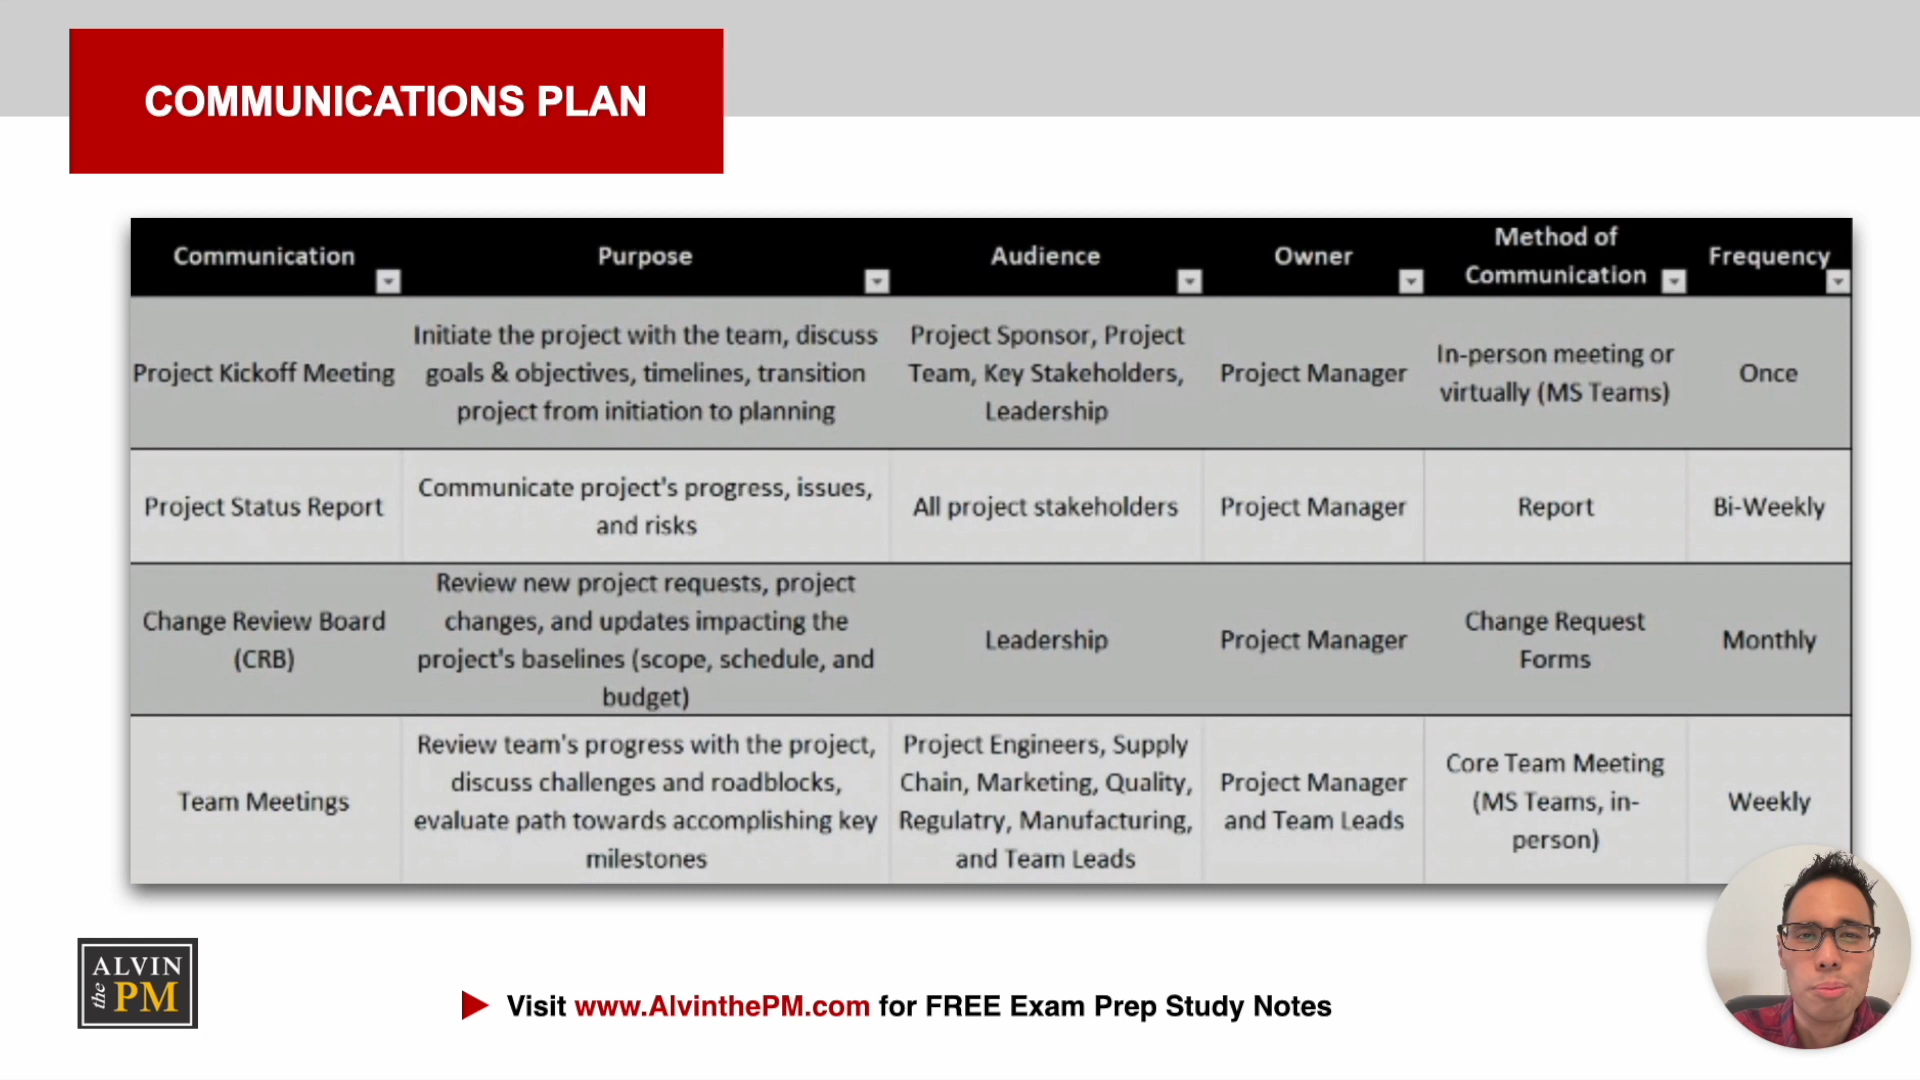 COMMUNICATIONS PLAN
Communication
Purpose
Audience
Owner
Method of
Communication
Frequency
Project Kickoff Meeting
Initiate the project with the team, discuss
goals & objectives, timelines, transition
project from initiation to planning
Project Sponsor, Project
Team, Key Stakeholders,
Leadership
Project Manager
In-person meeting or
virtually (MS Teams)
Once
Project Status Report
Communicate project's progress, issues,
and risks
All project stakeholders
Project Manager
Report
Bi-Weekly
Change Review Board
(CRB)
Review new project requests, project
changes, and updates impacting the
project's baselines (scope, schedule, and
budget)
Leadership
Project Manager
Change Request
Forms
Monthly
Team Meetings
Review team's progress with the project,
discuss challenges and roadblocks,
evaluate path towards accomplishing key
milestones
Project Engineers, Supply
Chain, Marketing, Quality,
Regulatry, Manufacturing,
and Team Leads
Project Manager
and Team Leads
Core Team Meeting
(MS Teams, in-
person)
Weekly
ALVIN
the PM
Visit www.AlvinthePM.com for FREE Exam Prep Study Notes